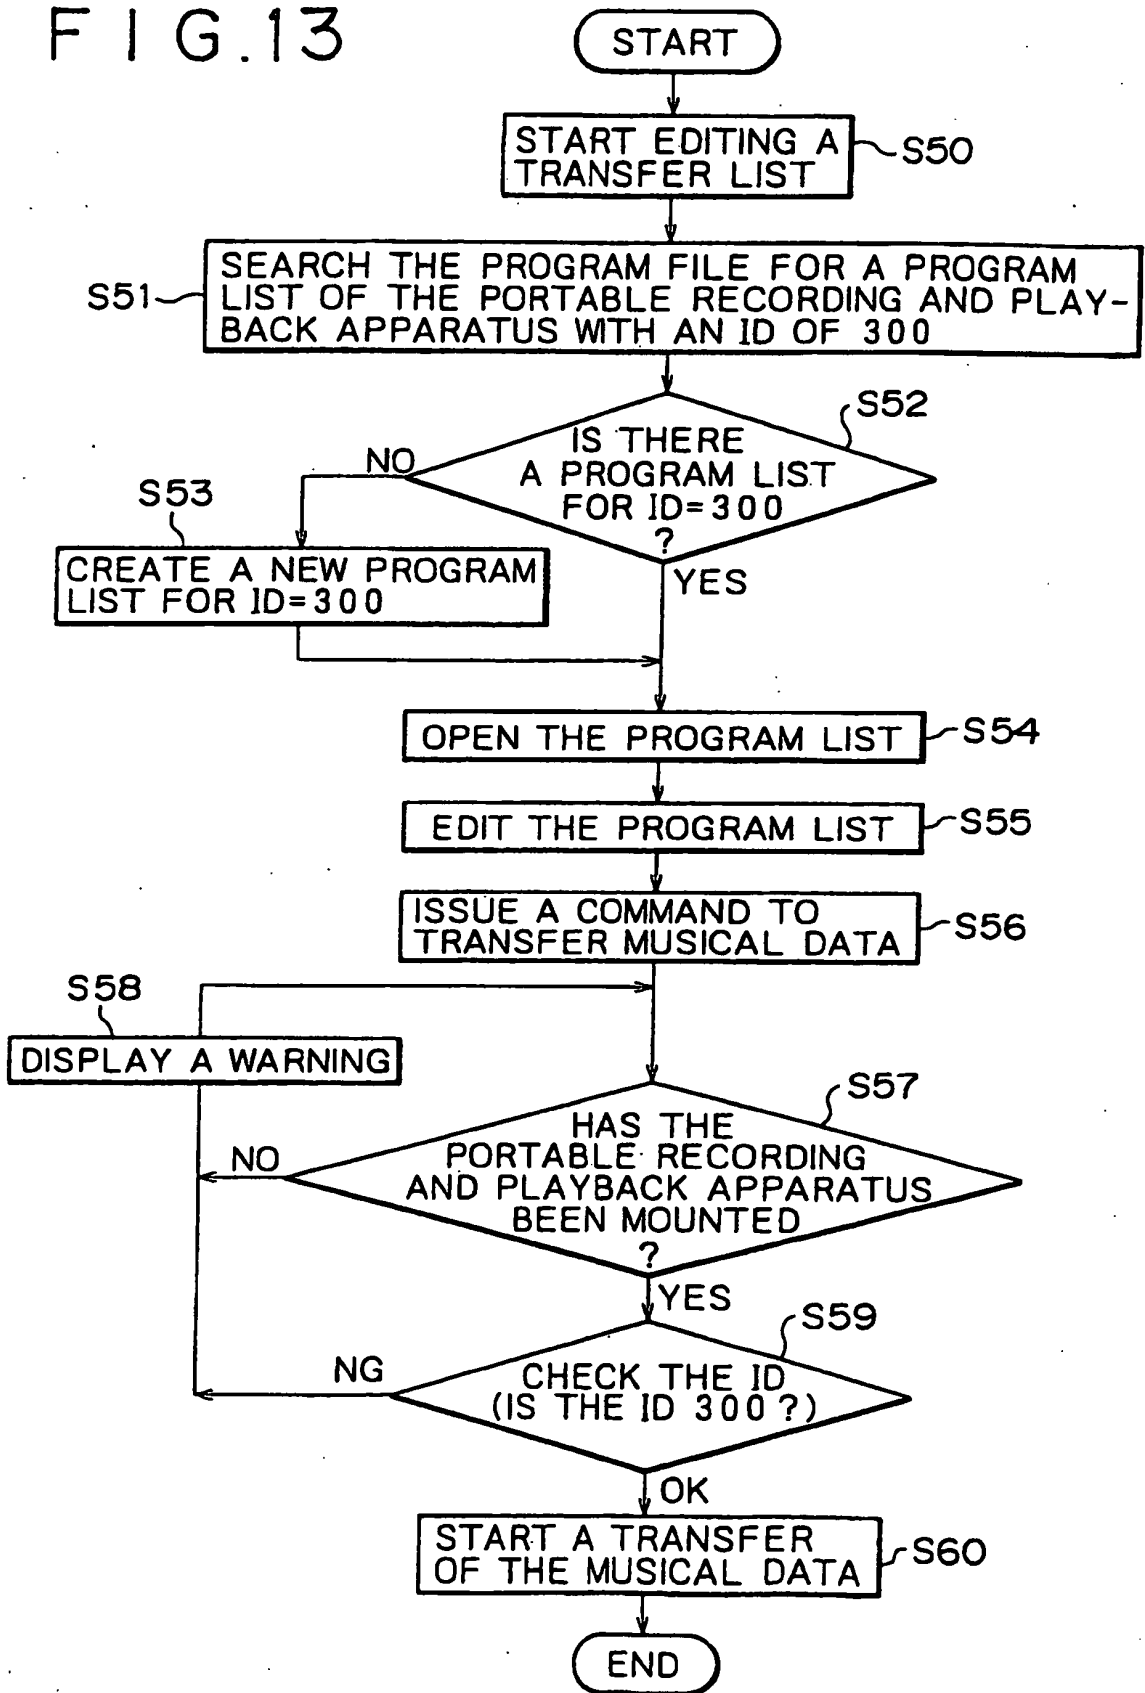 FIG.13
START
START EDITING A
TRANSFER LIST
S50
SEARCH THE PROGRAM FILE FOR A PROGRAM
LIST OF THE PORTABLE RECORDING AND PLAY-
BACK APPARATUS WITH AN ID OF 300
S51
S52
IS THERE
A PROGRAM LIST
FOR ID=300
?
NO
YES
S53
CREATE A NEW PROGRAM
LIST FOR ID=300
OPEN THE PROGRAM LIST
S54
EDIT THE PROGRAM LIST
S55
ISSUE A COMMAND TO
TRANSFER MUSICAL DATA
S56
S58
DISPLAY A WARNING
S57
HAS THE
PORTABLE RECORDING
AND PLAYBACK APPARATUS
BEEN MOUNTED
?
NO
YES
S59
CHECK THE ID
(IS THE ID 300?)
NG
OK
START A TRANSFER
OF THE MUSICAL DATA
S60
END